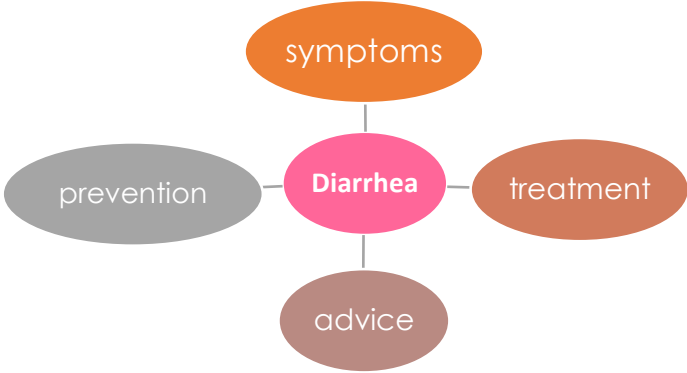 symptoms
prevention
Diarrhea
treatment
advice